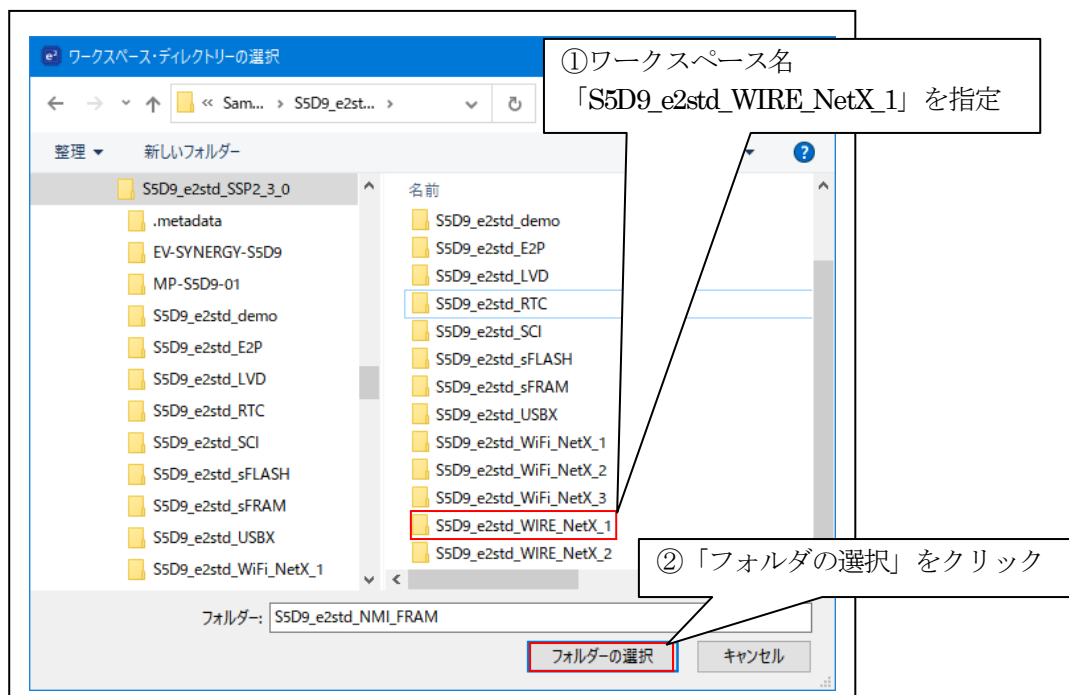 ワークスペース・ディレクトリーの選択
①ワークスペース名
「S5D9_e2std_WIRE_NetX_1」を指定
« Sam... › S5D9_e2st... ›
整理 新しいフォルダー
S5D9_e2std_SSP2_3_0
.metadata
EV-SYNERGY-S5D9
MP-S5D9-01
S5D9_e2std_demo
S5D9_e2std_E2P
S5D9_e2std_LVD
S5D9_e2std_RTC
S5D9_e2std_SCI
S5D9_e2std_sFLASH
S5D9_e2std_sFRAM
S5D9_e2std_USBX
S5D9_e2std_WiFi_NetX_1
名前
S5D9_e2std_demo
S5D9_e2std_E2P
S5D9_e2std_LVD
S5D9_e2std_RTC
S5D9_e2std_SCI
S5D9_e2std_sFLASH
S5D9_e2std_sFRAM
S5D9_e2std_USBX
S5D9_e2std_WiFi_NetX_1
S5D9_e2std_WiFi_NetX_2
S5D9_e2std_WiFi_NetX_3
S5D9_e2std_WIRE_NetX_1
S5D9_e2std_WIRE_NetX_2
②「フォルダの選択」をクリック
フォルダー: S5D9_e2std_NMI_FRAM
フォルダーの選択 キャンセル